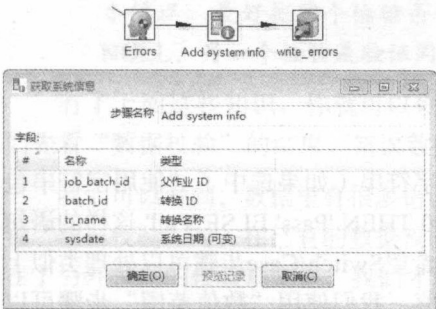 Errors Add system info write_errors
获取系统信息
步骤名称 Add system info
字段:
# 名称 类型
1 job_batch_id 父作业 ID
2 batch_id 转换 ID
3 tr_name 转换名称
4 sysdate 系统日期 (可变)
确定(O) 预览记录 取消(C)